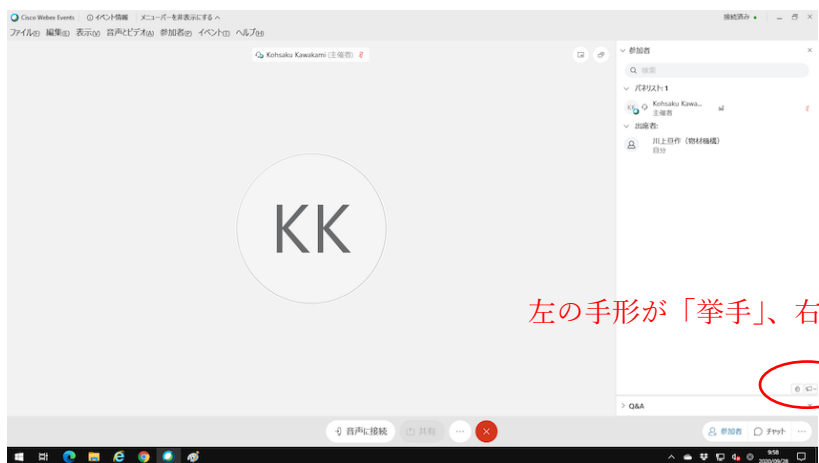 Cisco Webex Events ⓘ イベント情報 メニューバーを非表示にする へ 接続済み
ファイル(F) 編集(E) 表示(V) 音声とビデオ(A) 参加者(P) イベント(T) ヘルプ(H)
Kohsaku Kawakami (主催者)
参加者
検索
パネリスト: 1
Kohsaku Kawa...
主催者
出席者:
川上亘作（物材機構）
自分
KK
左の手形が「挙手」、右
Q&A
音声に接続 共有 参加者 チャット
9:58
2020/09/28